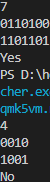 7
0110100
1101101
Yes
PS D:\h
cher.ex
qmk5vm.
4
0010
1001
No